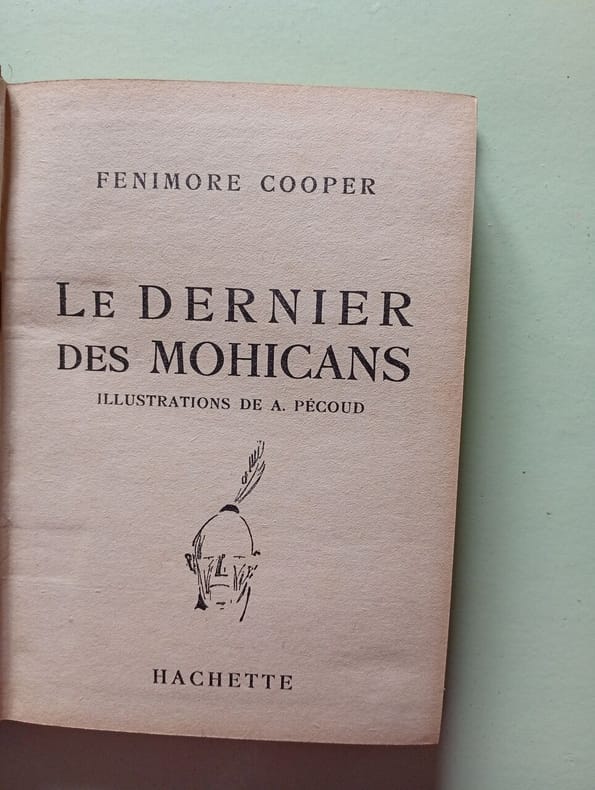 FENIMORE COOPER
LE DERNIER
DES MOHICANS
ILLUSTRATIONS DE A. PÉCOUD
HACHETTE